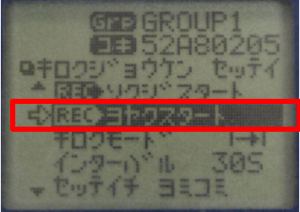 Gre GROUP1
コキ 52A80205
キロクジョウケン セッテイ
REC ソクジスタート
⇨REC ヨヤクスタート
キロクモード 1→1
インターバル 30S
セッテイチ ヨミコミ